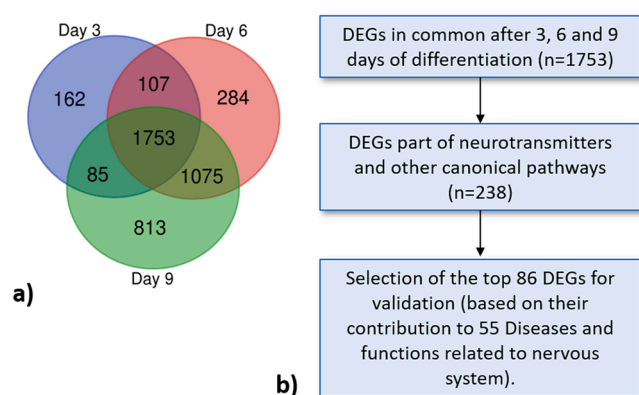 Day 3
Day 6
162
107
284
1753
85
1075
813
Day 9
a)
DEGs in common after 3, 6 and 9
days of differentiation (n=1753)
DEGs part of neurotransmitters
and other canonical pathways
(n=238)
Selection of the top 86 DEGs for
validation (based on their
contribution to 55 Diseases and
functions related to nervous
system).
b)